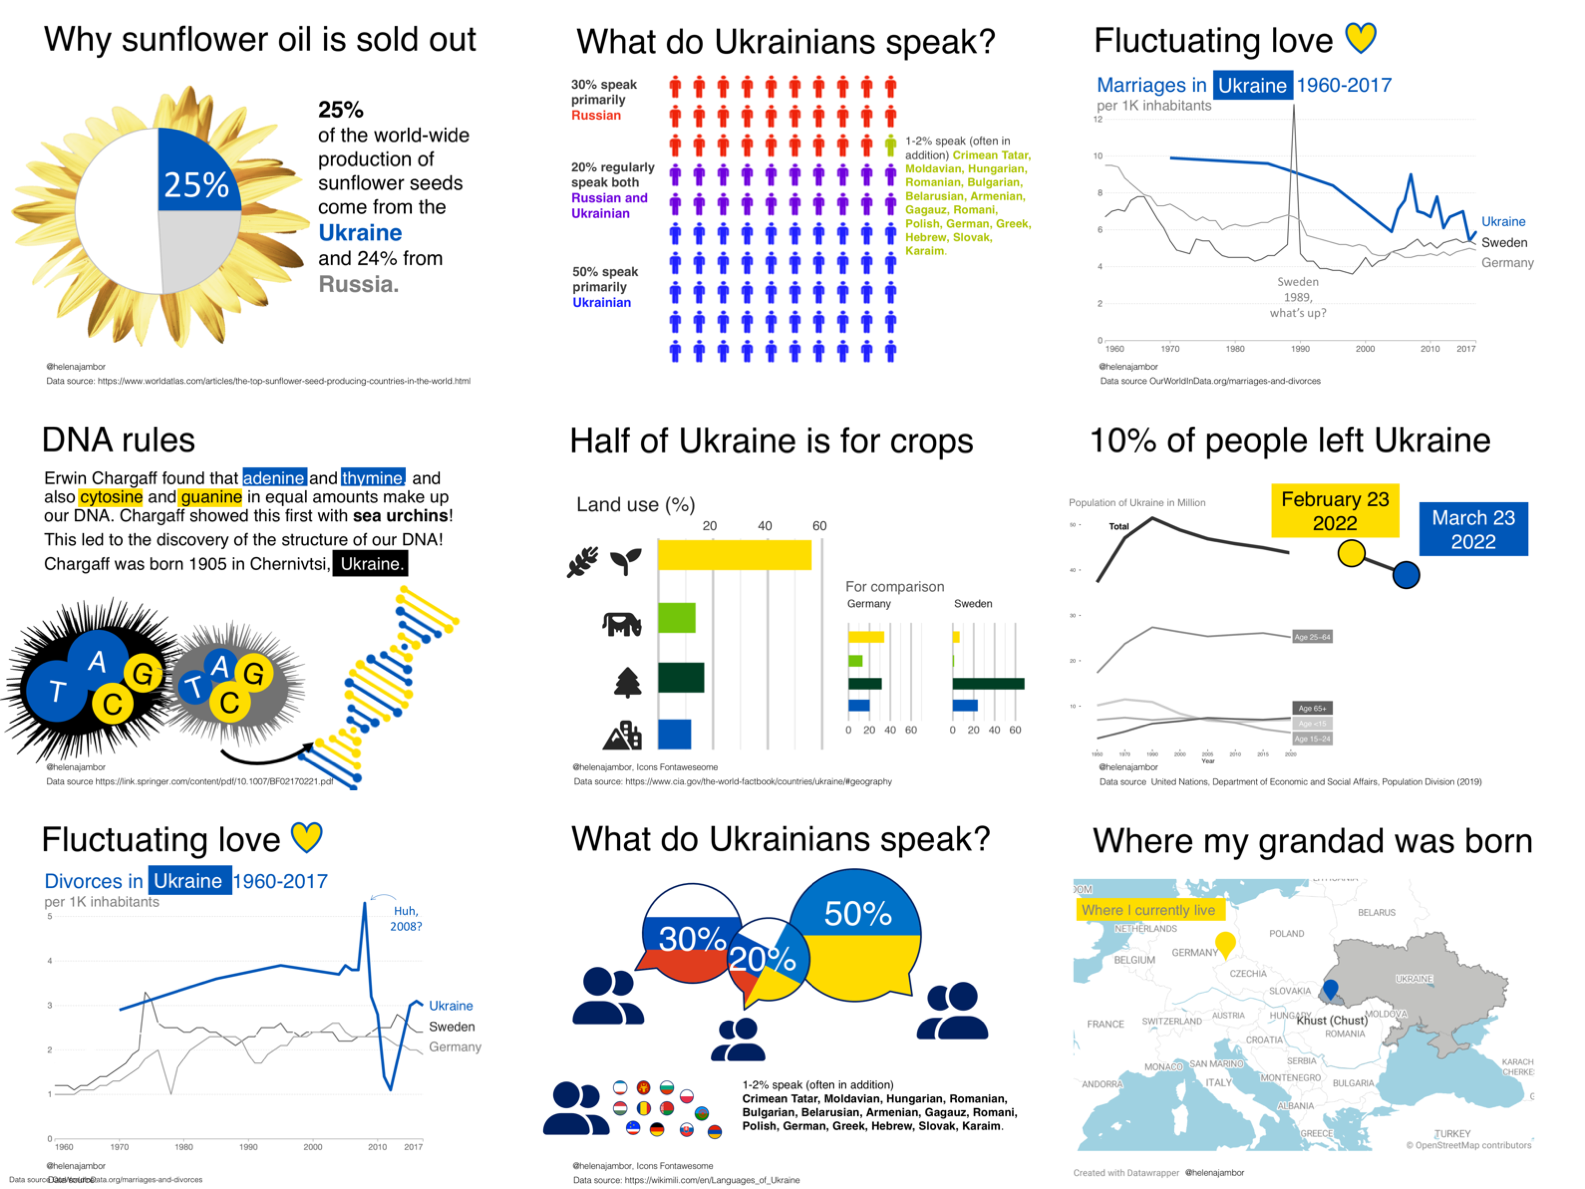 Why sunflower oil is sold out
25%
25%
of the world-wide
production of
sunflower seeds
come from the
Ukraine
and 24% from
Russia.
@helenajambor
Data source: https://www.worldatlas.com/articles/the-top-sunflower-seed-producing-countries-in-the-world.html
What do Ukrainians speak?
30% speak
primarily
Russian
20% regularly
speak both
Russian and
Ukrainian
50% speak
primarily
Ukrainian
1-2% speak (often in
addition) Crimean Tatar,
Moldavian, Hungarian,
Romanian, Bulgarian,
Belarusian, Armenian,
Gagauz, Romani,
Polish, German, Greek,
Hebrew, Slovak,
Karaim.
Fluctuating love
Marriages in Ukraine 1960-2017
per 1K inhabitants
12
10
8
6
4
2
0
Ukraine
Sweden
Germany
Sweden
1989,
what's up?
1960 1970 1980 1990 2000 2010 2017
@helenajambor
Data source OurWorldInData.org/marriages-and-divorces
DNA rules
Erwin Chargaff found that adenine and thymine, and
also cytosine and guanine in equal amounts make up
our DNA. Chargaff showed this first with sea urchins!
This led to the discovery of the structure of our DNA!
Chargaff was born 1905 in Chernivtsi, Ukraine.
A
T
G
C
A
T
G
C
@helenajambor
Data source https://link.springer.com/content/pdf/10.1007/BF02170221.pdf
Half of Ukraine is for crops
Land use (%)
20 40 60
For comparison
Germany Sweden
0 20 40 60 0 20 40 60
@helenajambor, Icons Fontaweseome
Data source: https://www.cia.gov/the-world-factbook/countries/ukraine/#geography
10% of people left Ukraine
Population of Ukraine in Million
February 23
2022
March 23
2022
Total
50
40
30
20
10
Age 25-64
Age 65+
Age <15
Age 15-24
1950 1970 1980 2000 2005 2010 2015 2020
Year
@helenajambor
Data source United Nations, Department of Economic and Social Affairs, Population Division (2019)
Fluctuating love
Divorces in Ukraine 1960-2017
per 1K inhabitants
5
4
3
2
1
0
Huh,
2008?
Ukraine
Sweden
Germany
1960 1970 1980 1990 2000 2010 2017
@helenajambor
Data source OurWorldInData.org/marriages-and-divorces
What do Ukrainians speak?
30%
20%
50%
1-2% speak (often in addition)
Crimean Tatar, Moldavian, Hungarian, Romanian,
Bulgarian, Belarusian, Armenian, Gagauz, Romani,
Polish, German, Greek, Hebrew, Slovak, Karaim.
@helenajambor, Icons Fontawesome
Data source: https://wikimili.com/en/Languages_of_Ukraine
Where my grandad was born
DOM
LITHUANIA
Where I currently live
BELARUS
NETHERLANDS
POLAND
GERMANY
BELGIUM
CZECHIA
UKRAINE
SLOVAKIA
AUSTRIA
HUNGARY
MOLDOVA
FRANCE
SWITZERLAND
Khust (Chust)
ROMANIA
CROATIA
SERBIA
MONACO
SAN MARINO
KARACH
CHERKE
ANDORRA
ITALY
MONTENEGRO
BULGARIA
ALBANIA
GREECE
TURKEY
© OpenStreetMap contributors
Created with Datawrapper @helenajambor